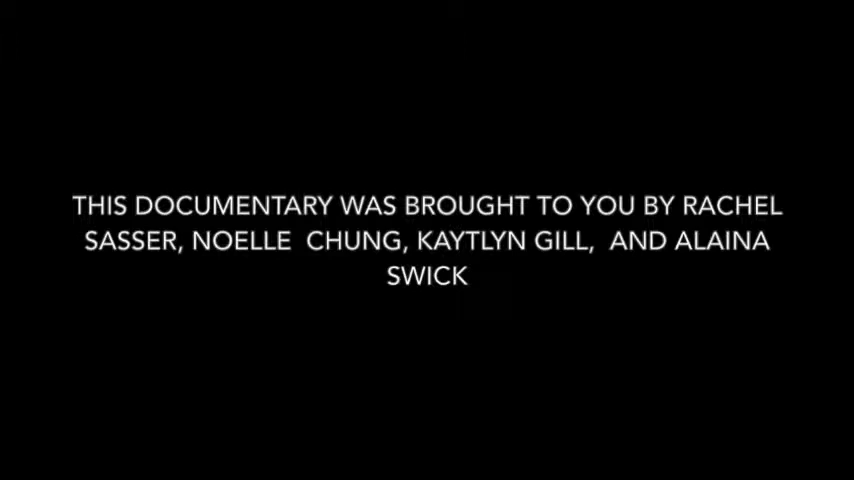 THIS DOCUMENTARY WAS BROUGHT TO YOU BY RACHEL
SASSER, NOELLE  CHUNG, KAYTLYN GILL,  AND ALAINA
SWICK